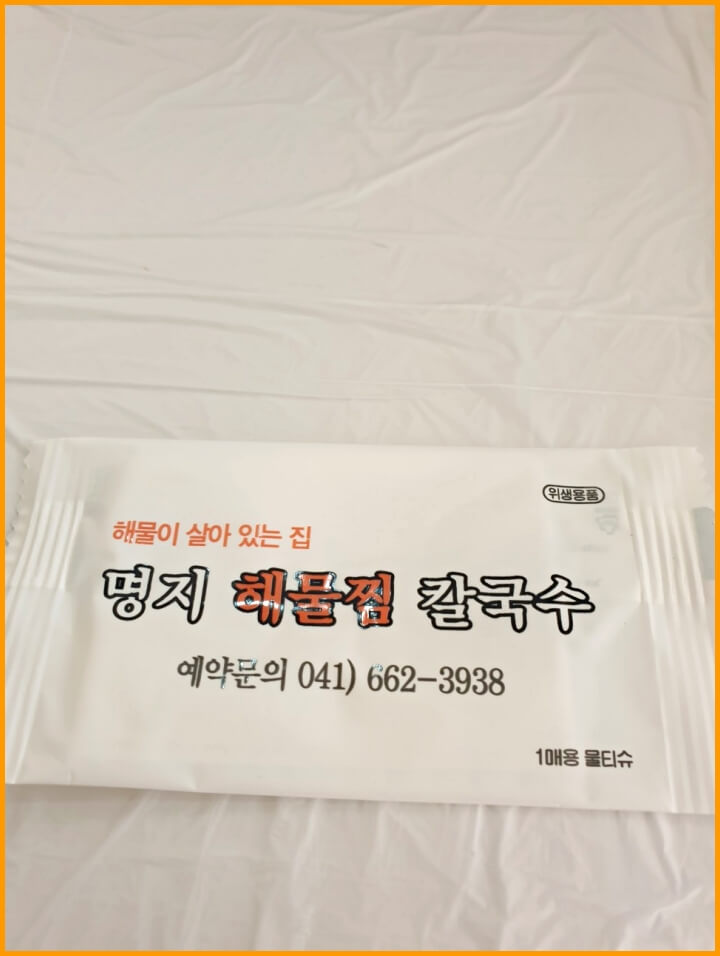 위생용품
해물이 살아 있는 집
명지 해물찜 칼국수
예약문의 041) 662-3938
1매용 물티슈